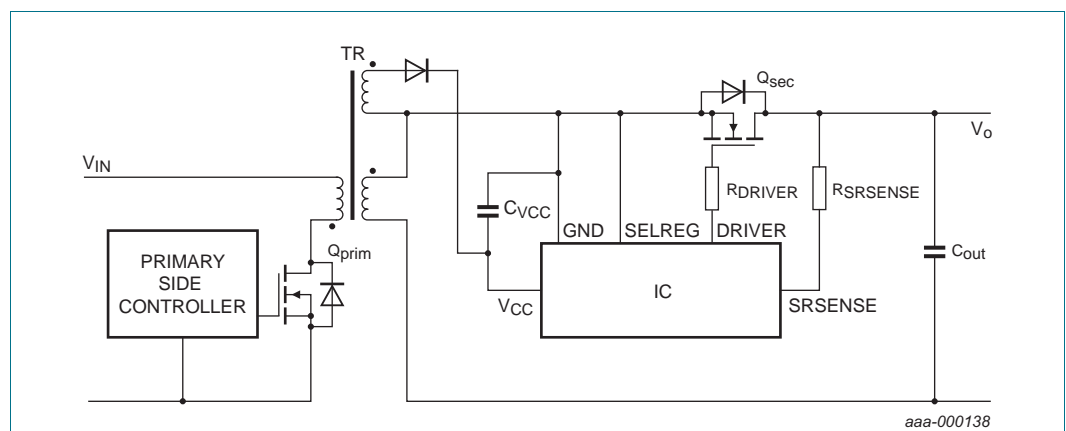 TR
Qsec
Vo
VIN
RDRIVER
RSRSENSE
CVCC
GND
SELREG
DRIVER
Qprim
Cout
PRIMARY
SIDE
CONTROLLER
IC
VCC
SRSENSE
aaa-000138